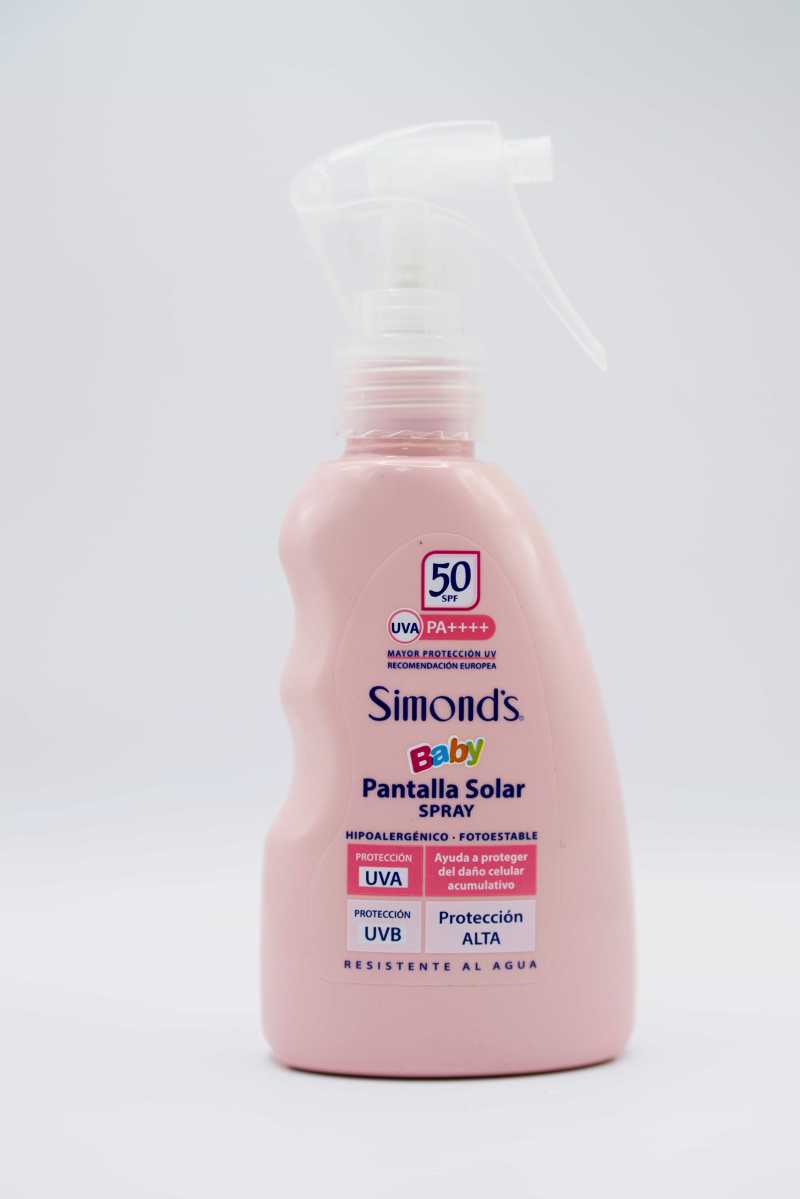 50
SPF
UVA PA++++
MAYOR PROTECCIÓN UV
RECOMENDACIÓN EUROPEA
Simond's®
Baby
Pantalla Solar
SPRAY
HIPOALERGÉNICO · FOTOESTABLE
PROTECCIÓN
UVA
Ayuda a proteger
del daño celular
acumulativo
PROTECCIÓN
UVB
Protección
ALTA
RESISTENTE AL AGUA